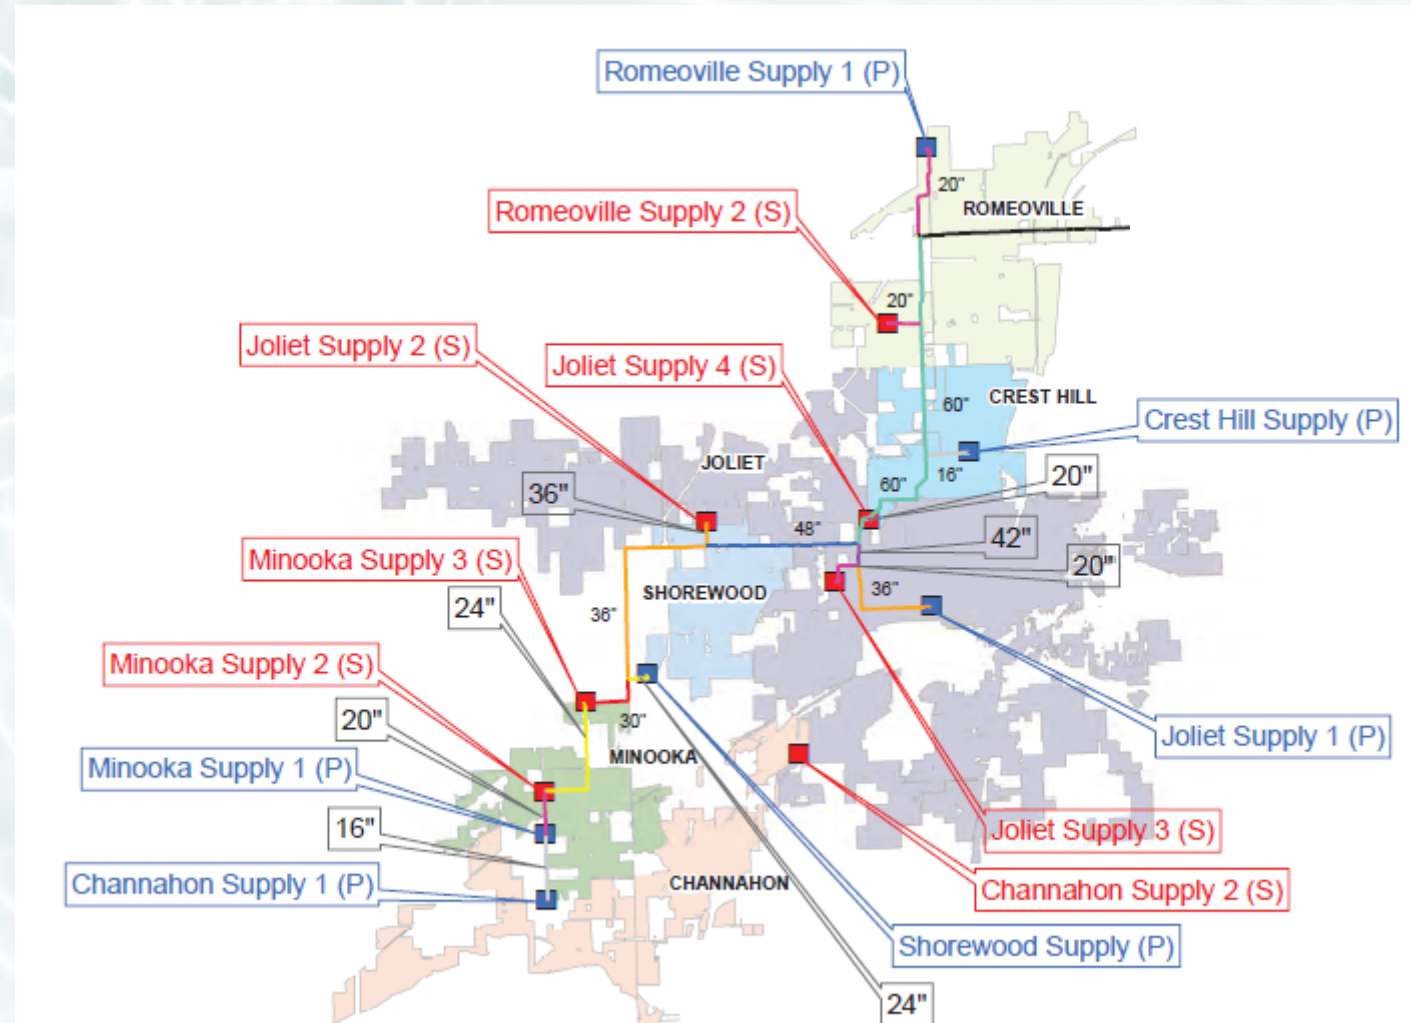 Romeoville Supply 1 (P)
20"
ROMEOVILLE
Romeoville Supply 2 (S)
20"
Joliet Supply 2 (S)
Joliet Supply 4 (S)
60"
CREST HILL
Crest Hill Supply (P)
JOLIET
36"
60"
16"
20"
48"
42"
Minooka Supply 3 (S)
20"
24"
SHOREWOOD
36"
36"
Minooka Supply 2 (S)
20"
30"
Joliet Supply 1 (P)
MINOOKA
Minooka Supply 1 (P)
16"
Joliet Supply 3 (S)
Channahon Supply 1 (P)
CHANNAHON
Channahon Supply 2 (S)
Shorewood Supply (P)
24"